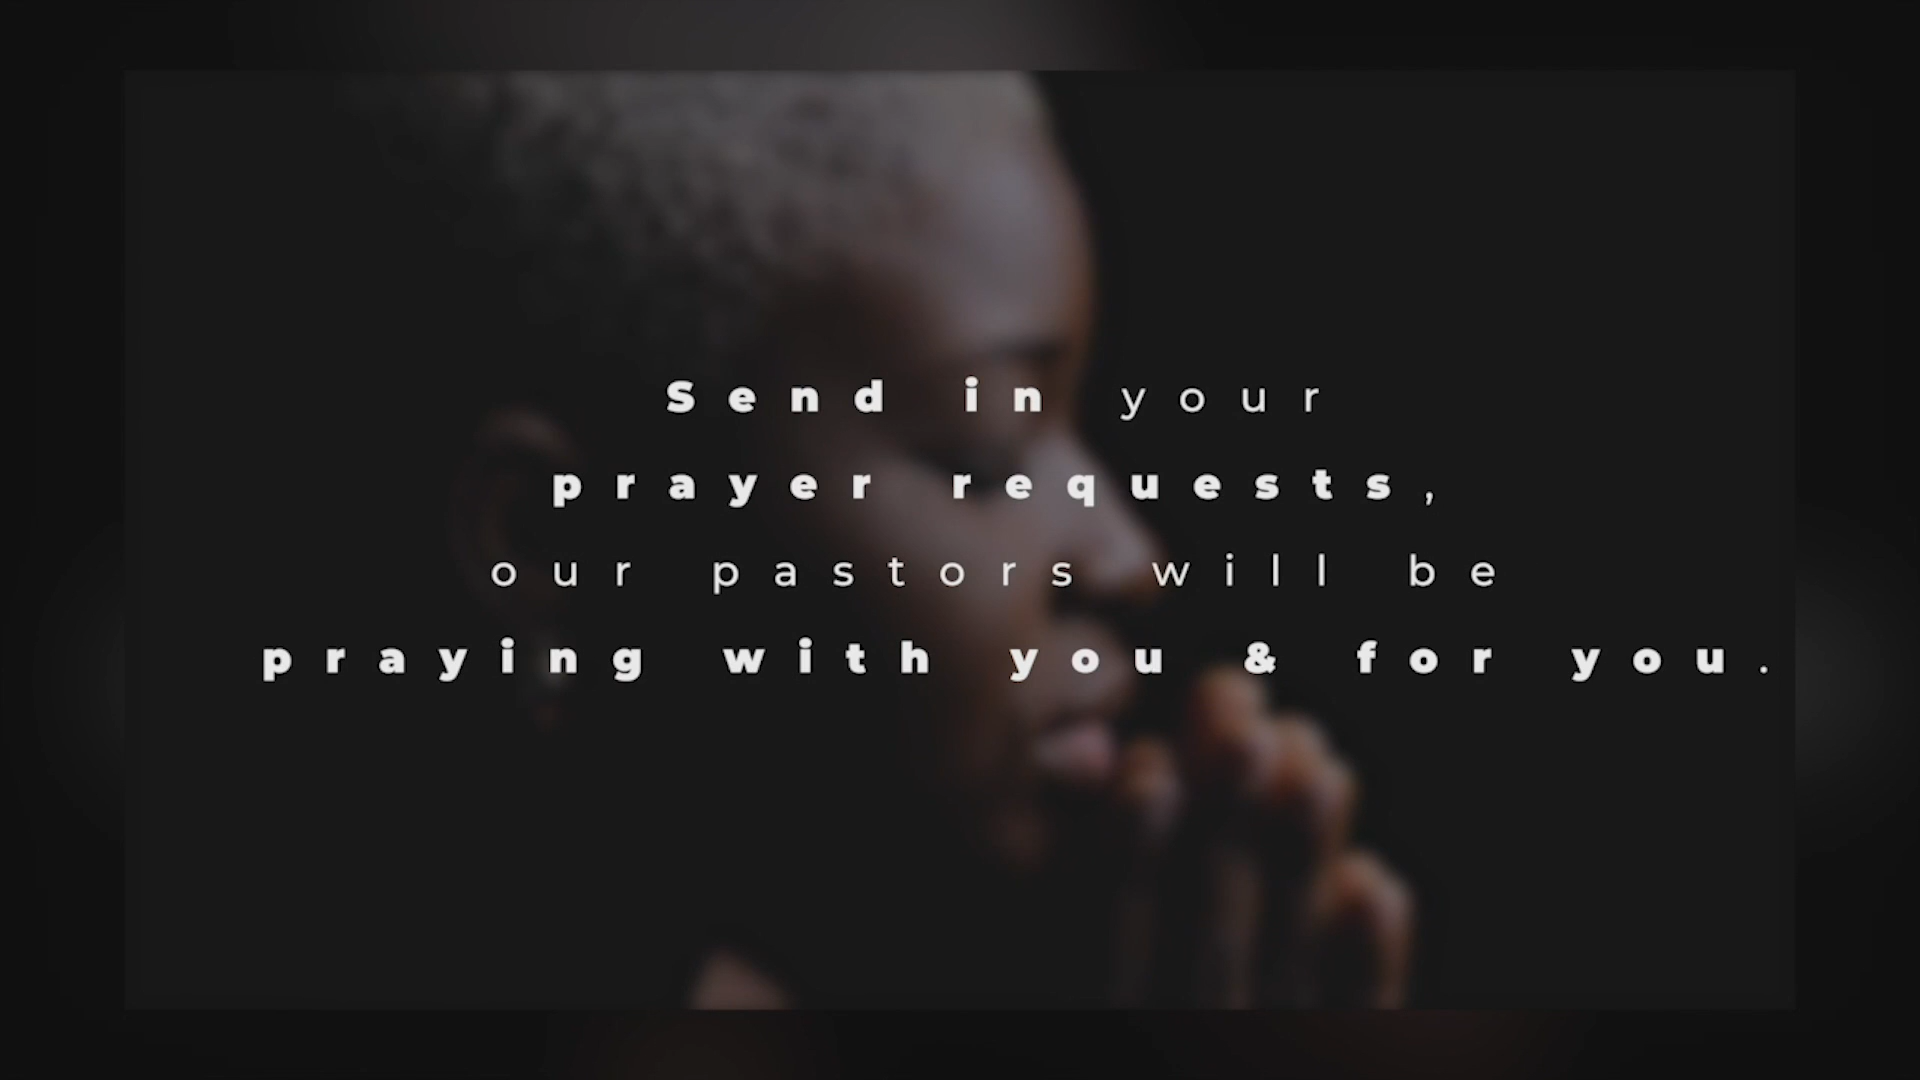 Send in your
prayer requests,
our pastors will be
praying with you & for you.